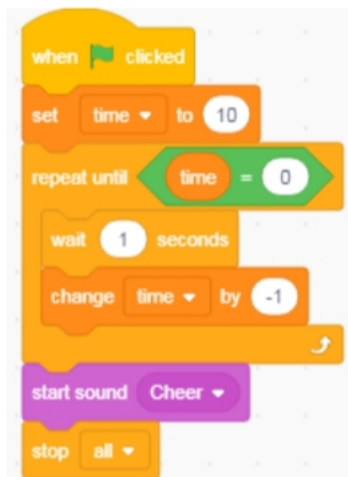 when clicked
set time to 10
repeat until time = 0
wait 1 seconds
change time by -1
start sound Cheer
stop all